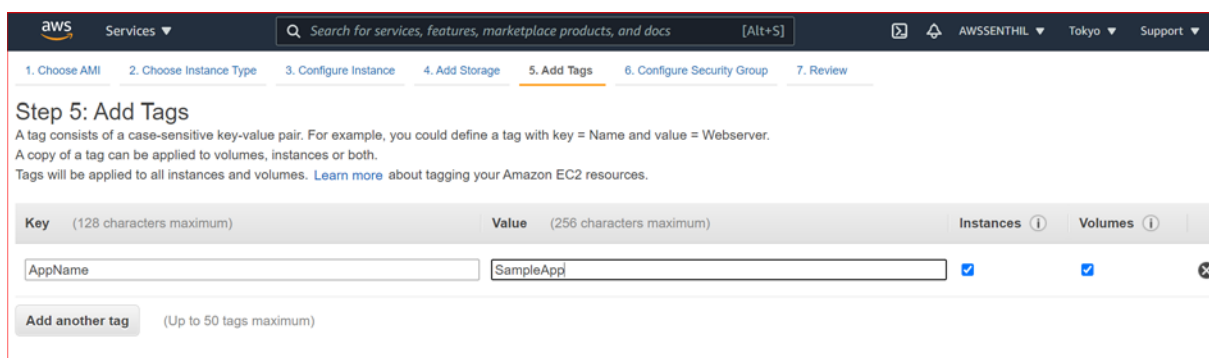 aws Services ▼ Search for services, features, marketplace products, and docs [Alt+S] AWSSENTHIL ▼ Tokyo ▼ Support ▼
1. Choose AMI 2. Choose Instance Type 3. Configure Instance 4. Add Storage 5. Add Tags 6. Configure Security Group 7. Review
Step 5: Add Tags
A tag consists of a case-sensitive key-value pair. For example, you could define a tag with key = Name and value = Webserver.
A copy of a tag can be applied to volumes, instances or both.
Tags will be applied to all instances and volumes. Learn more about tagging your Amazon EC2 resources.
Key (128 characters maximum) Value (256 characters maximum) Instances i Volumes i
AppName SampleApp
Add another tag (Up to 50 tags maximum)